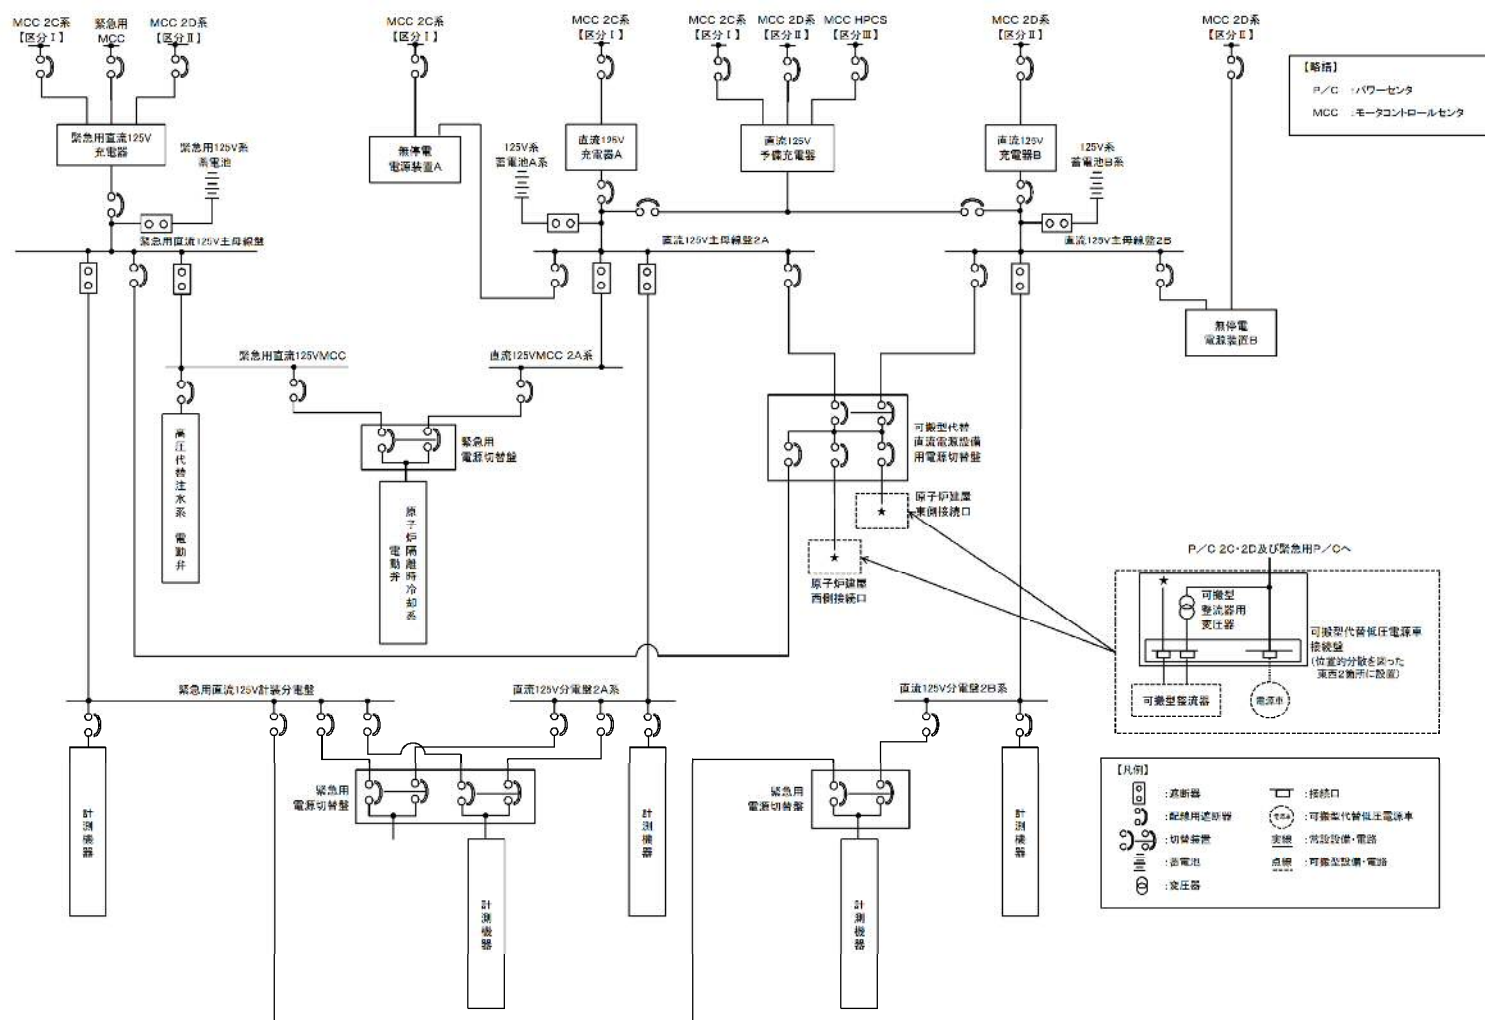 MCC 2C系
【区分Ⅰ】
緊急用
MCC
MCC 2D系
【区分Ⅱ】
MCC 2C系
【区分Ⅰ】
MCC 2C系
【区分Ⅰ】
MCC 2C系
【区分Ⅰ】
MCC 2D系
【区分Ⅱ】
MCC HPCS
【区分Ⅲ】
MCC 2D系
【区分Ⅱ】
MCC 2D系
【区分Ⅱ】
【略語】
P/C :パワーセンタ
MCC :モータコントロールセンタ
緊急用直流125V
充電器
緊急用125V系
蓄電池
無停電
電源装置A
125V系
蓄電池A系
直流125V
充電器A
直流125V
予備充電器
直流125V
充電器B
125V系
蓄電池B系
緊急用直流125V主母線盤
直流125V主母線盤2A
直流125V主母線盤2B
無停電
電源装置B
緊急用直流125VMCC
直流125VMCC 2A系
高圧代替注水系 電動弁
緊急用
電源切替盤
原子炉隔離時冷却系
電動弁
可搬型代替
直流電源設備
用電源切替盤
原子炉建屋
東側接続口
原子炉建屋
西側接続口
P/C 2C・2D及び緊急用P/Cへ
可搬型
整流器用
変圧器
可搬型代替低圧電源車
接続盤
(位置的分散を図った
東西2箇所に設置)
可搬型整流器
電源車
緊急用直流125V計装分電盤
直流125V分電盤2A系
直流125V分電盤2B系
緊急用
電源切替盤
緊急用
電源切替盤
計測機器
計測機器
計測機器
計測機器
計測機器
【凡例】
:遮断器
:配線用遮断器
:切替装置
:蓄電池
:変圧器
:接続口
電源車 :可搬型代替低圧電源車
実線 :常設設備・電路
点線 :可搬型設備・電路